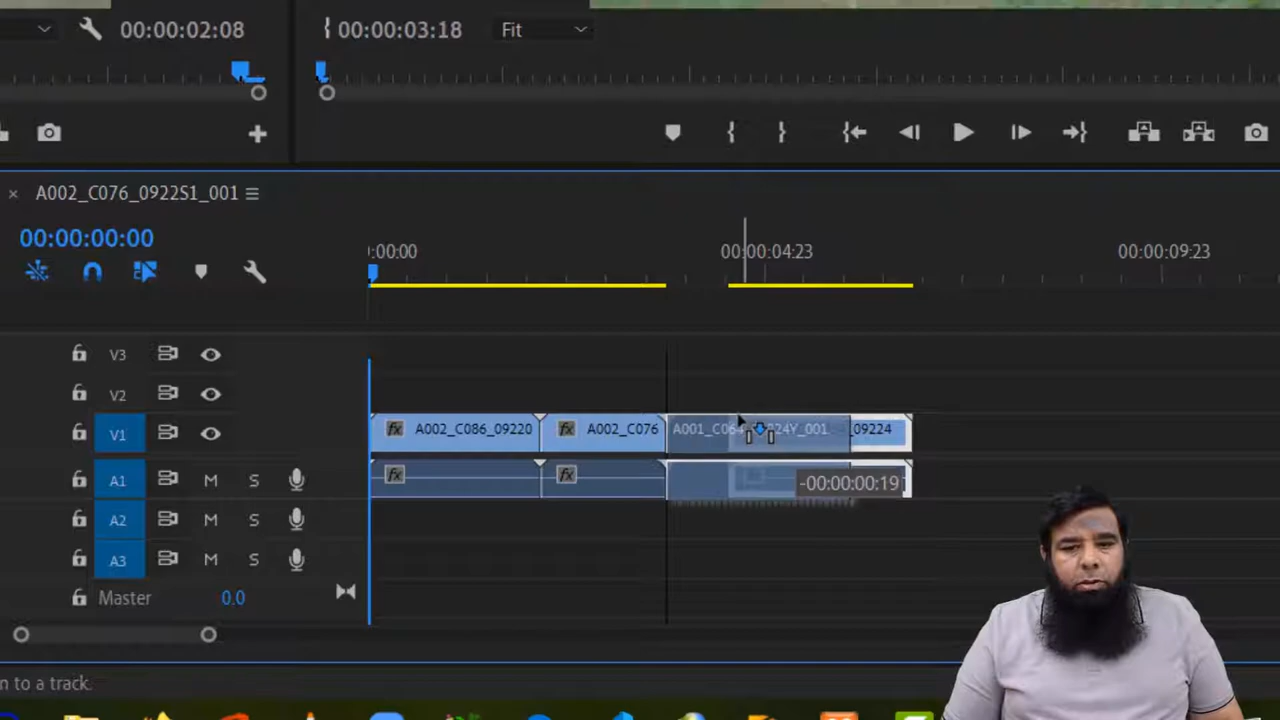 00:00:02:08
00:00:03:18
Fit
A002_C076_0922S1_001
00:00:00:00
:00:00
00:00:04:23
00:00:09:23
V3
V2
V1
A002_C086_09220
A002_C076
_09224
A1
M
S
-00:00:00:19
A2
M
S
A3
M
S
Master
0.0
n to a track.